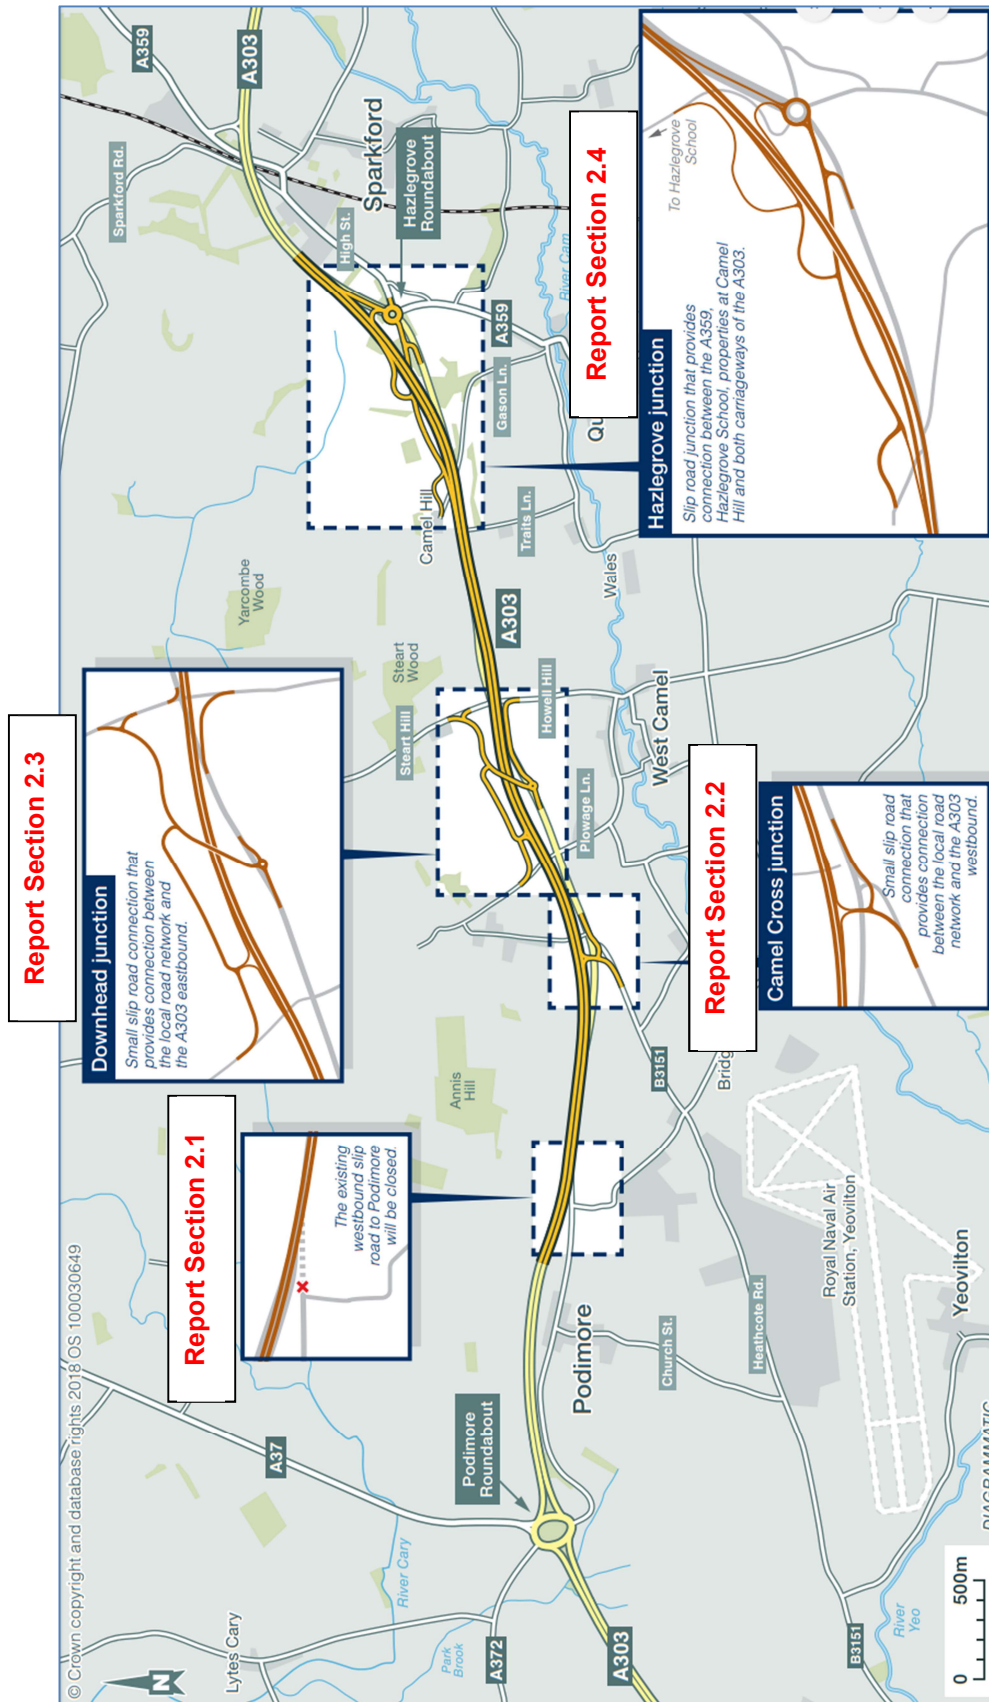 © Crown copyright and database rights 2018 OS 100030649
N
Lytes Cary
River Cary
Park
Brook
A37
A372
A303
Podimore
Roundabout
Podimore
Church St.
Heathcote Rd.
B3151
River
Yeo
0
500m
DIAGRAMMATIC
Yeovilton
Royal Naval Air
Station, Yeovilton
Report Section 2.1
The existing
westbound slip
road to Podimore
will be closed.
Annis
Hill
B3151
Report Section 2.3
Downhead junction
Small slip road connection that
provides connection between
the local road network and
the A303 eastbound.
Report Section 2.2
Camel Cross junction
Small slip road
connection that
provides connection
between the local road
network and the A303
westbound.
Steart Hill
Steart
Wood
Yarcombe
Wood
Howell Hill
Plowage Ln.
West Camel
Wales
A303
Camel Hill
Traits Ln.
Gason Ln.
A359
River Cam
Hazlegrove
Roundabout
Sparkford
High St.
Sparkford Rd.
A303
A359
Report Section 2.4
Hazlegrove junction
Slip road junction that provides
connection between the A359,
Hazlegrove School, properties at Camel
Hill and both carriageways of the A303.
To Hazlegrove
School